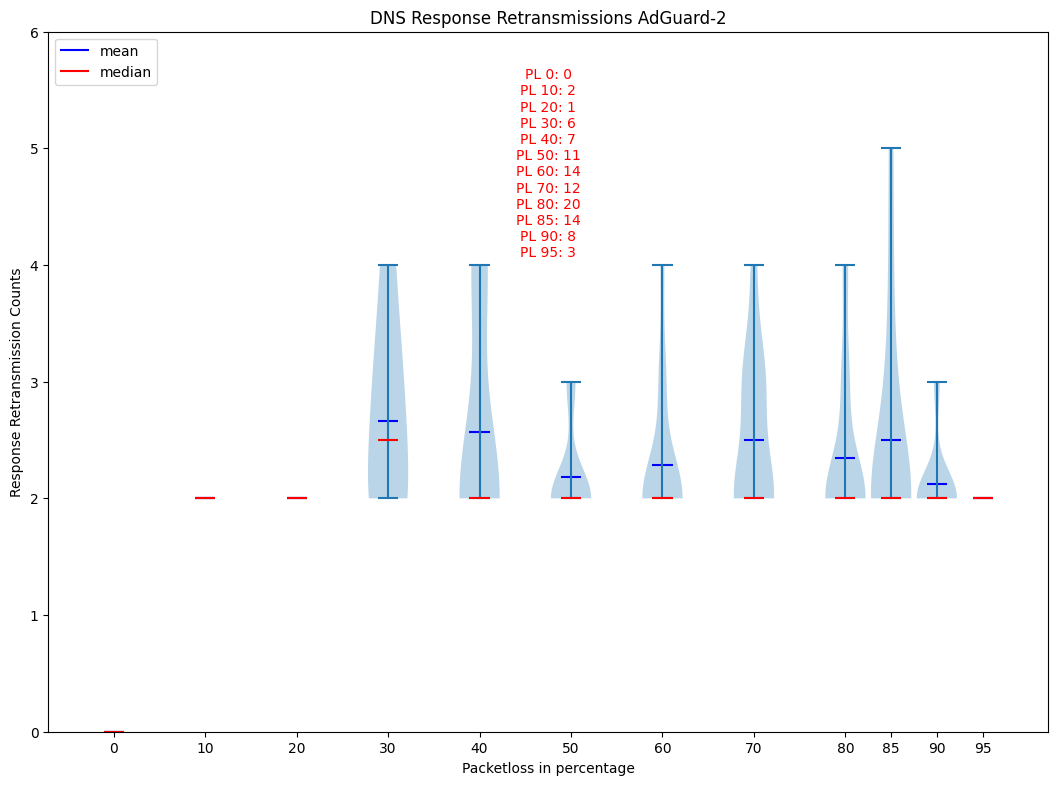 DNS Response Retransmissions AdGuard-2
mean
median
PL 0: 0
PL 10: 2
PL 20: 1
PL 30: 6
PL 40: 7
PL 50: 11
PL 60: 14
PL 70: 12
PL 80: 20
PL 85: 14
PL 90: 8
PL 95: 3
Response Retransmission Counts
6
5
4
3
2
1
0
0 10 20 30 40 50 60 70 80 85 90 95
Packetloss in percentage